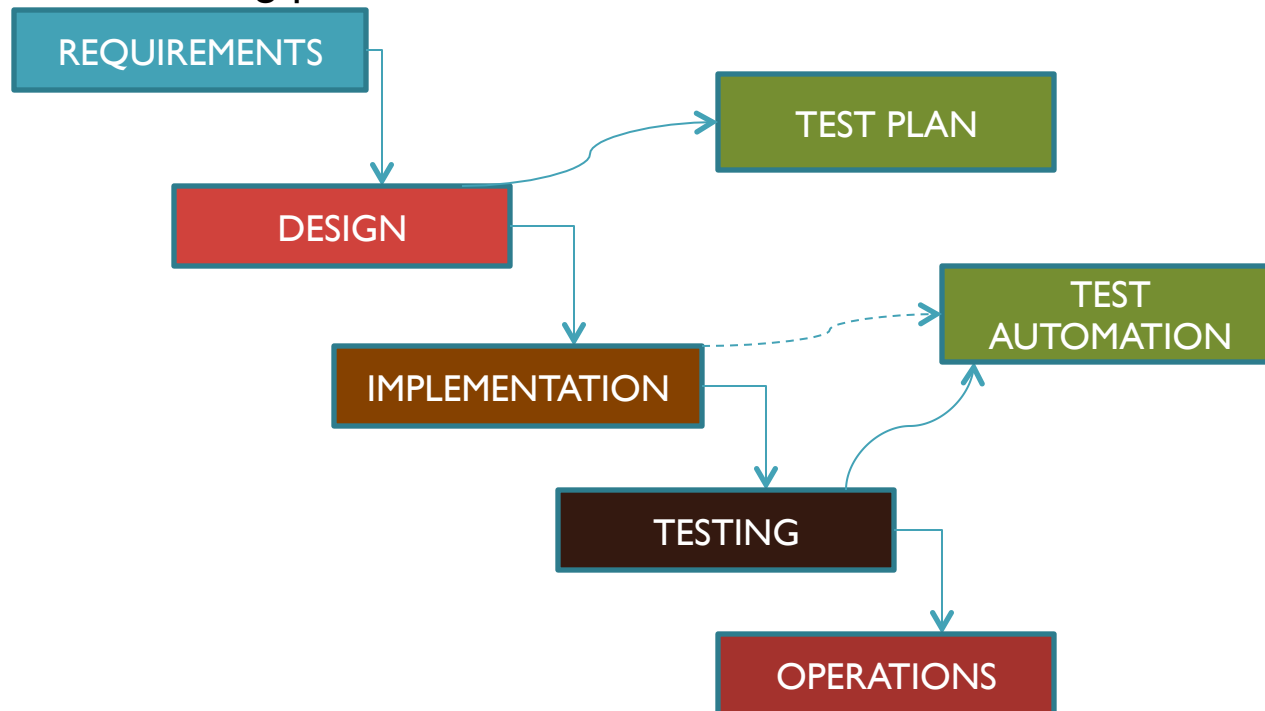 REQUIREMENTS
TEST PLAN
DESIGN
TEST
AUTOMATION
IMPLEMENTATION
TESTING
OPERATIONS